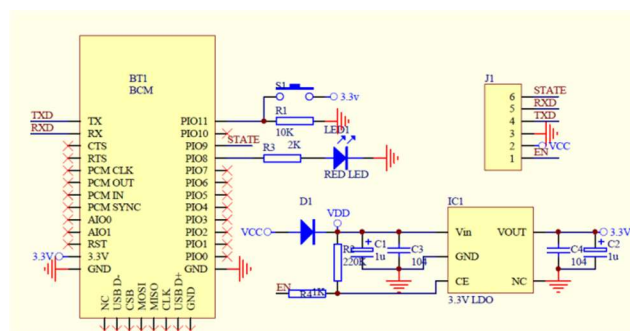 BT1
BCM
TXD
RXD
TX
RX
CTS
RTS
PCM CLK
PCM OUT
PCM IN
PCM SYNC
AIO0
AIO1
RST
3.3V
3.3V
GND
PIO11
PIO10
PIO9
PIO8
PIO7
PIO6
PIO5
PIO4
PIO3
PIO2
PIO1
PIO0
GND
NC
USB D-
CSB
MOSI
MISO
CLK
USB D+
GND
S1
3.3v
R1
10K
STATE
LED1
R3
2K
RED LED
J1
6
5
4
3
2
1
STATE
RXD
TXD
VCC
EN
D1
VCC
VDD
R2
220K
C1
1u
C3
104
EN
R4
1K
IC1
Vin
GND
CE
VOUT
NC
3.3V LDO
C4
104
C2
1u
3.3V